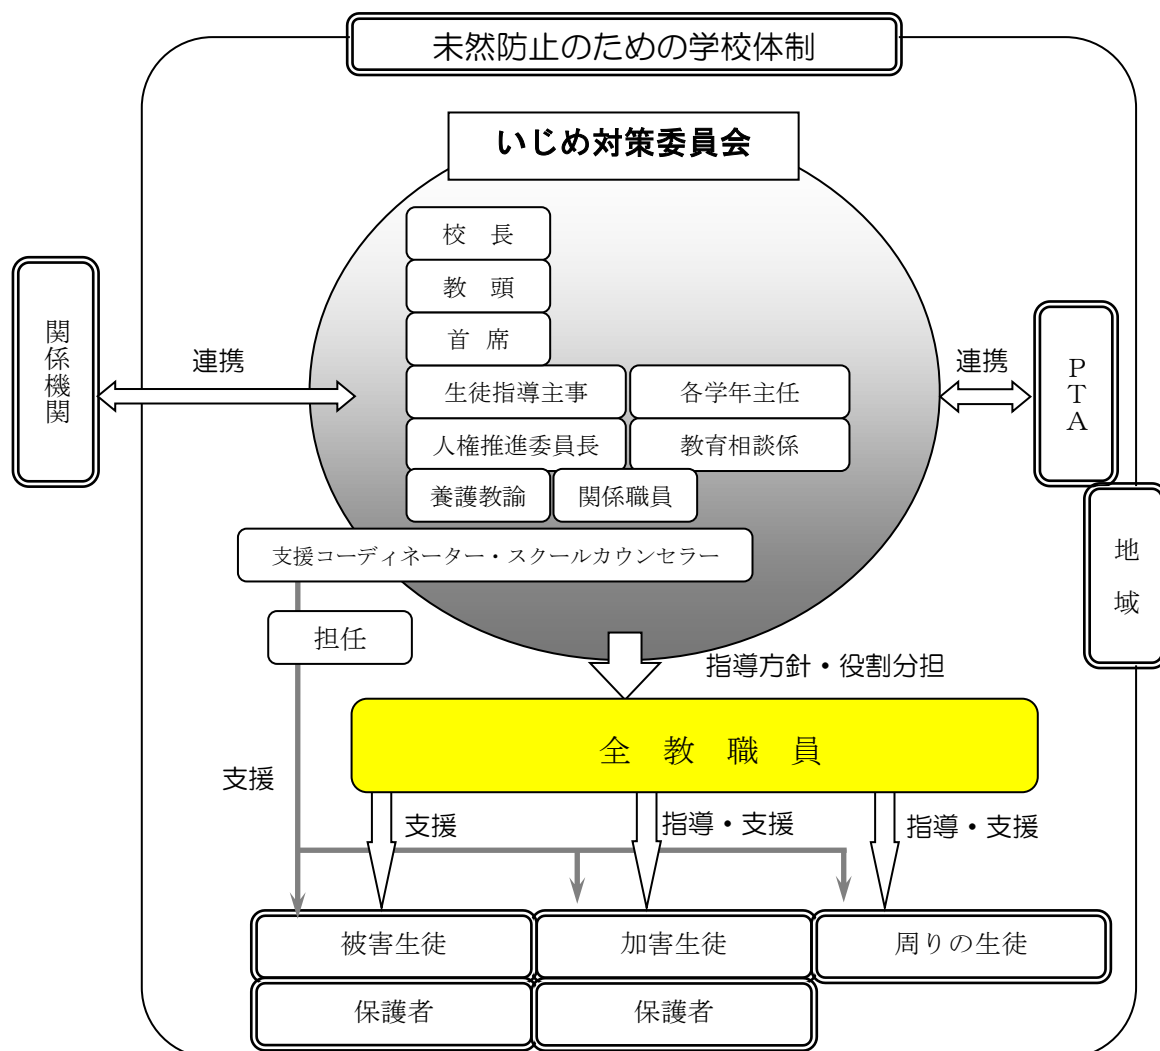 未然防止のための学校体制
いじめ対策委員会
校　長
教　頭
首　席
生徒指導主事
各学年主任
人権推進委員長
教育相談係
養護教諭
関係職員
支援コーディネーター・スクールカウンセラー
担任
関係機関
連携
連携
PTA
地域
指導方針・役割分担
全　教　職　員
支援
支援
指導・支援
指導・支援
被害生徒
加害生徒
周りの生徒
保護者
保護者